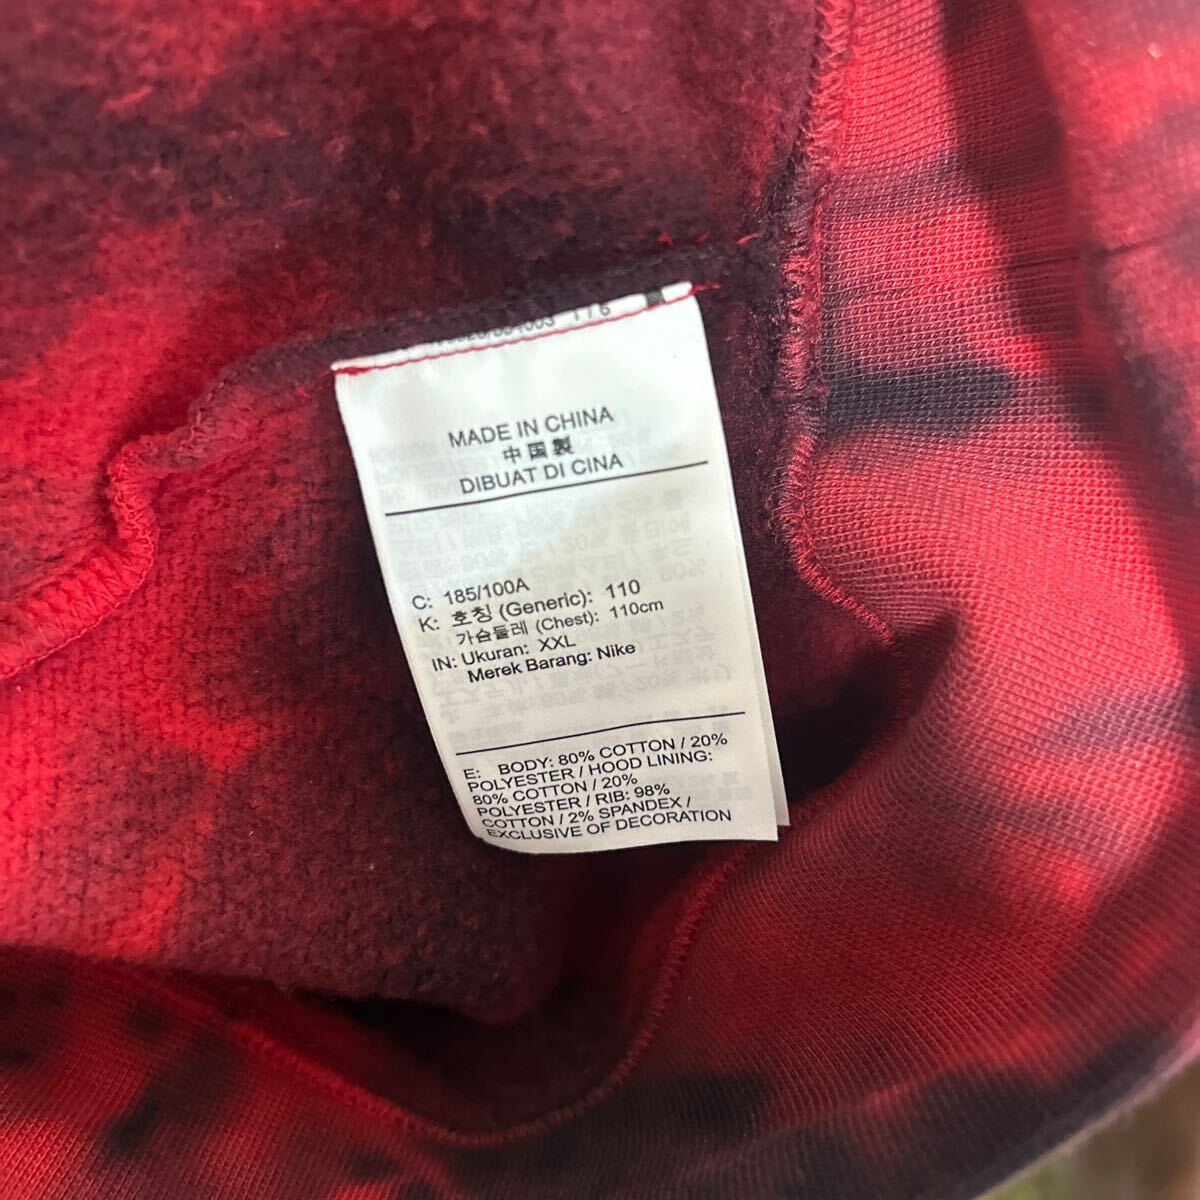 1 / 6
MADE IN CHINA
中国製
DIBUAT DI CINA
C: 185/100A
K: 호칭 (Generic): 110
가슴둘레 (Chest): 110cm
IN: Ukuran: XXL
Merek Barang: Nike
E: BODY: 80% COTTON / 20%
POLYESTER / HOOD LINING:
80% COTTON / 20%
POLYESTER / RIB: 98%
COTTON / 2% SPANDEX /
EXCLUSIVE OF DECORATION